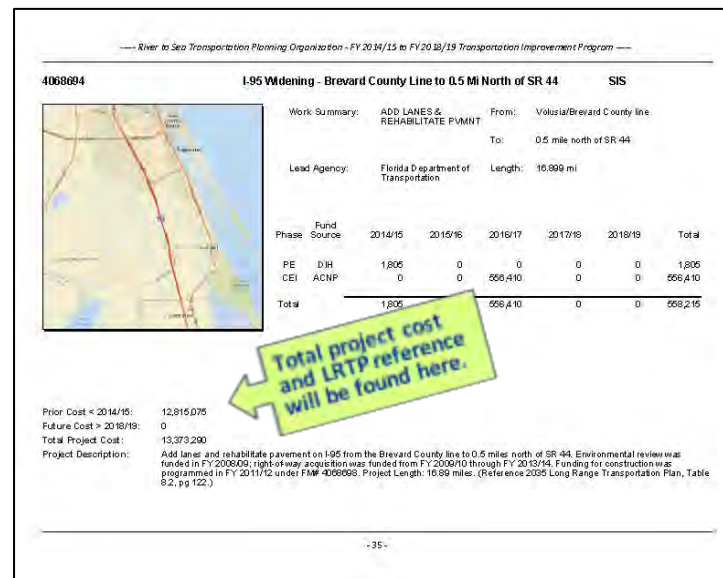 ---- River to Sea Transportation Planning Organization - FY 2014/15 to FY 2018/19 Transportation Improvement Program ----
4068694 I-95 Widening - Brevard County Line to 0.5 Mi North of SR 44 SIS
Work Summary: ADD LANES & REHABILITATE PVMNT From: Volusia/Brevard County line
To: 0.5 mile north of SR 44
Lead Agency: Florida Department of Transportation Length: 16.899 mi
Phase Fund Source 2014/15 2015/16 2016/17 2017/18 2018/19 Total
PE DIH 1,805 0 0 0 0 1,805
CEI ACNP 0 0 556,410 0 0 556,410
Total 1,805 556,410 0 0 558,215
Total project cost
and LRTP reference
will be found here.
Prior Cost < 2014/15: 12,815,075
Future Cost > 2018/19: 0
Total Project Cost: 13,373,290
Project Description: Add lanes and rehabilitate pavement on I-95 from the Brevard County line to 0.5 miles north of SR 44. Environmental review was
funded in FY 2008/09; right-of-way acquisition was funded from FY 2009/10 through FY 2013/14. Funding for construction was
programmed in FY 2011/12 under FM# 4068698. Project Length: 16.89 miles. (Reference 2035 Long Range Transportation Plan, Table
8.2, pg 122.)
-35-